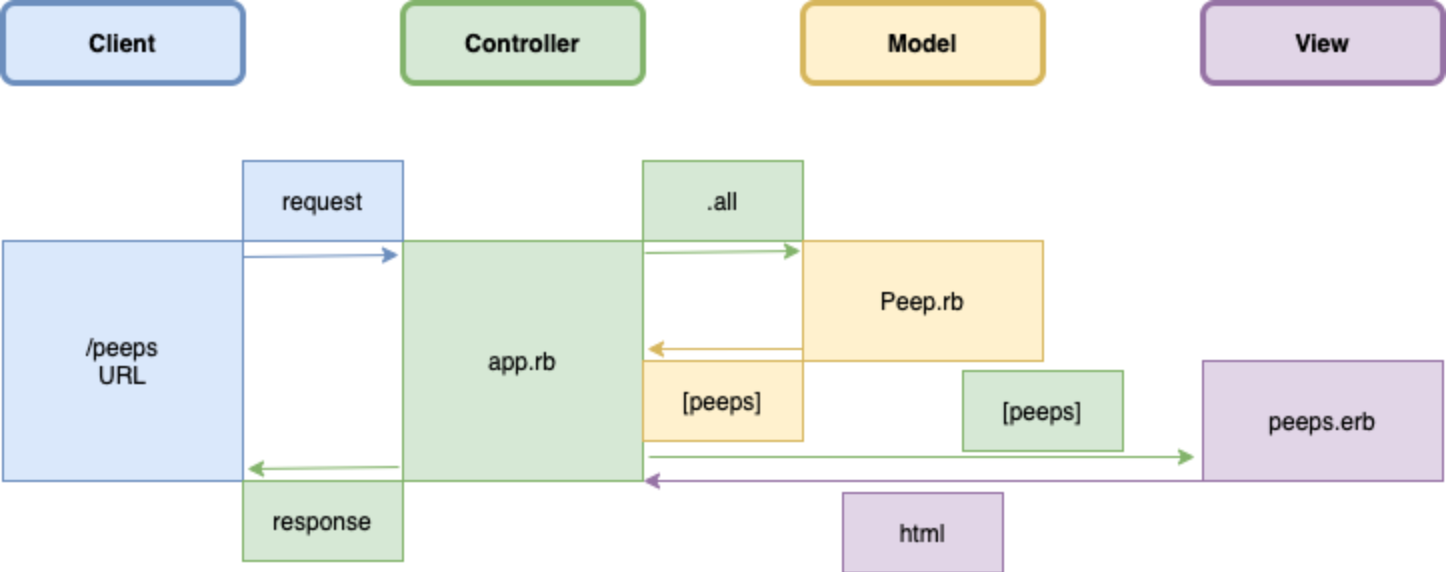 Client
Controller
Model
View
request
.all
/peeps
URL
app.rb
Peep.rb
[peeps]
[peeps]
peeps.erb
response
html